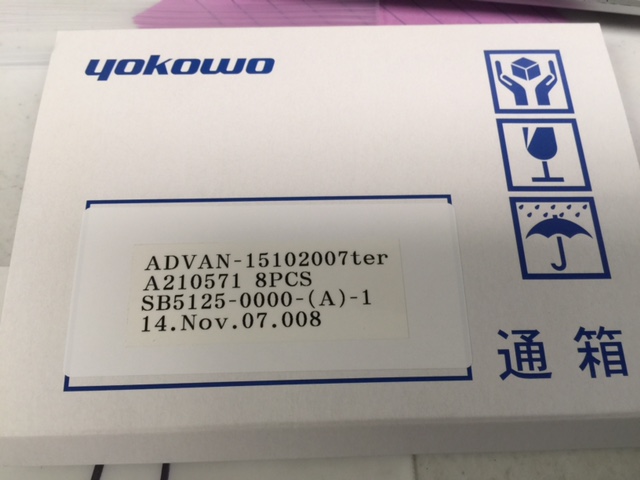 yokowo
ADVAN-15102007ter
A210571 8PCS
SB5125-0000-(A)-1
14.Nov.07.008
通箱